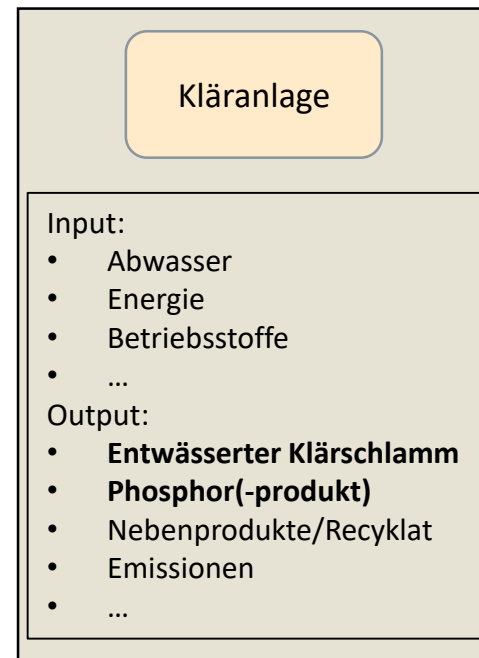 Kläranlage
Input:
• Abwasser
• Energie
• Betriebsstoffe
• …
Output:
• Entwässerter Klärschlamm
• Phosphor(-produkt)
• Nebenprodukte/Recyklat
• Emissionen
• …